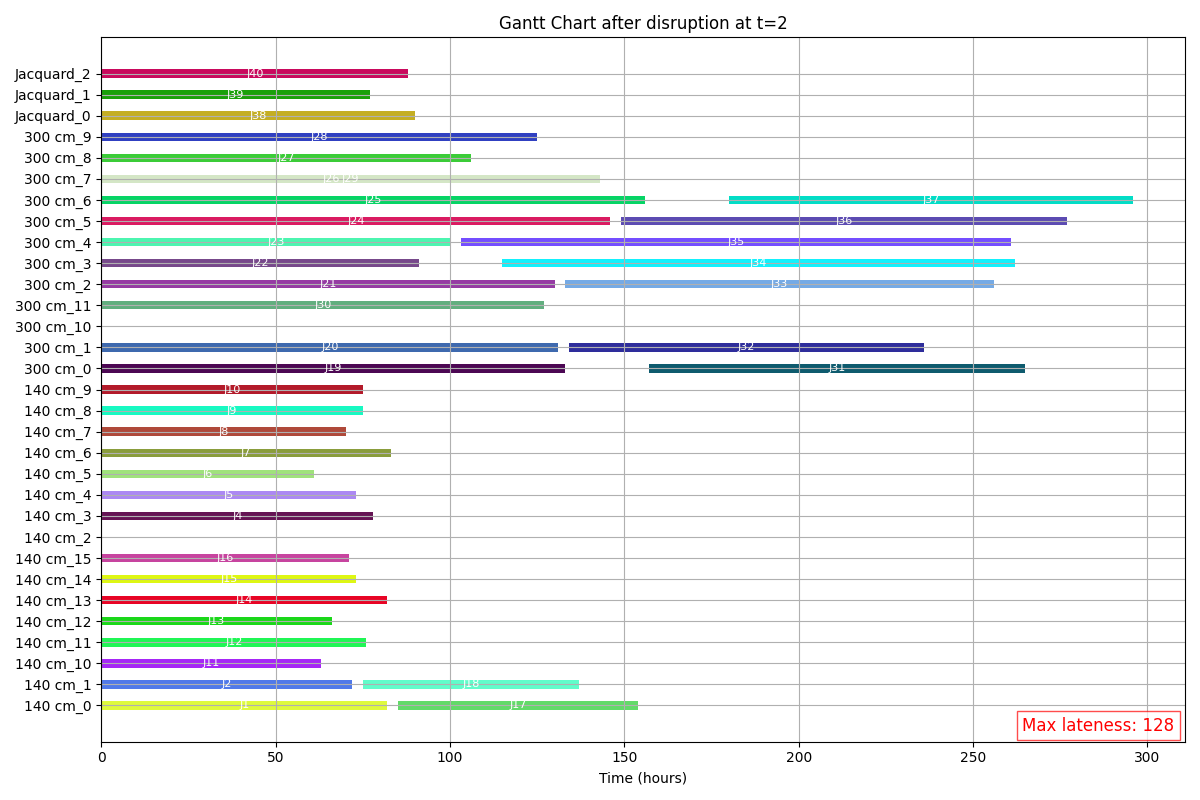 Gantt Chart after disruption at t=2
Jacquard_2 J40
Jacquard_1 J39
Jacquard_0 J38
300 cm_9 J28
300 cm_8 J27
300 cm_7 J26 J29
300 cm_6 J25 J37
300 cm_5 J24 J36
300 cm_4 J23 J35
300 cm_3 J22 J34
300 cm_2 J21 J33
300 cm_11 J30
300 cm_10
300 cm_1 J20 J32
300 cm_0 J19 J31
140 cm_9 J10
140 cm_8 J9
140 cm_7 J8
140 cm_6 J7
140 cm_5 J6
140 cm_4 J5
140 cm_3 J4
140 cm_2
140 cm_15 J16
140 cm_14 J15
140 cm_13 J14
140 cm_12 J13
140 cm_11 J12
140 cm_10 J11
140 cm_1 J2 J18
140 cm_0 J1 J17
Max lateness: 128
0 50 100 150 200 250 300
Time (hours)